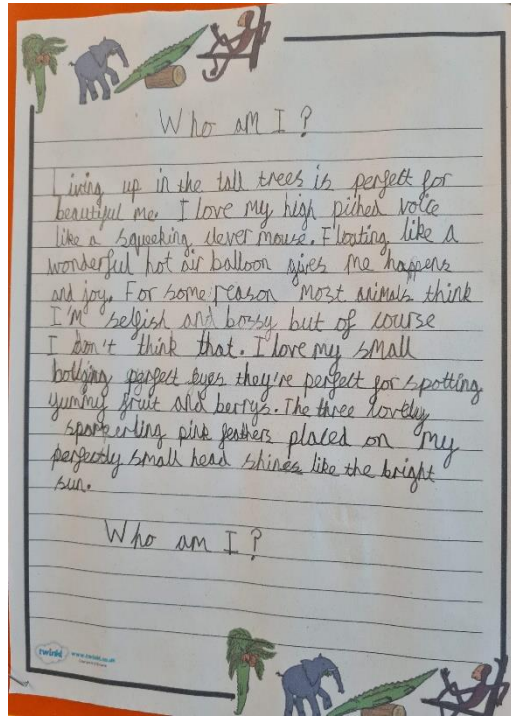 Who am I?
Living up in the tall trees is perfect for
beautiful me. I love my high piched voice
like a squeeking clever mouse. Floating like a
wonderful hot air balloon gives me happens
and joy. For some reason most animals think
I'm selfish and bossy but of course
I don't think that. I love my small
bollging perfect eyes they're perfect for spotting
yummy fruit and berrys. The three lovely
sparkerling pink feathers placed on my
perfectly small head shines like the bright
sun.
Who am I?
twinkl www.twinkl.co.uk